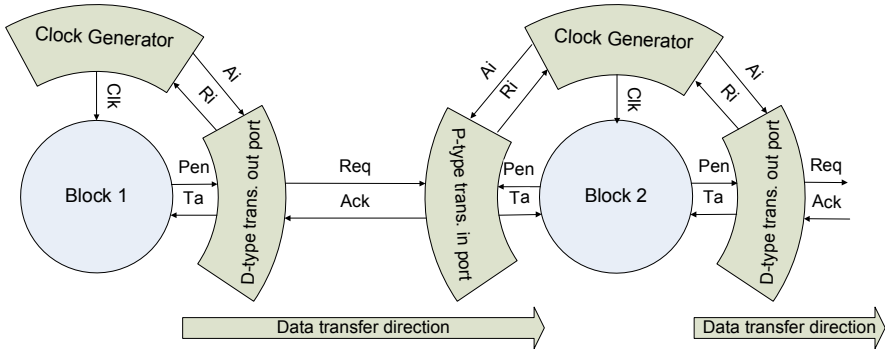 Clock Generator
Ai
Ri
Clk
Block 1
Pen
Ta
D-type trans. out port
Req
Ack
P-type trans. in port
Ai
Ri
Clock Generator
Clk
Pen
Ta
Block 2
Ai
Ri
Pen
Ta
D-type trans. out port
Req
Ack
Data transfer direction
Data transfer direction